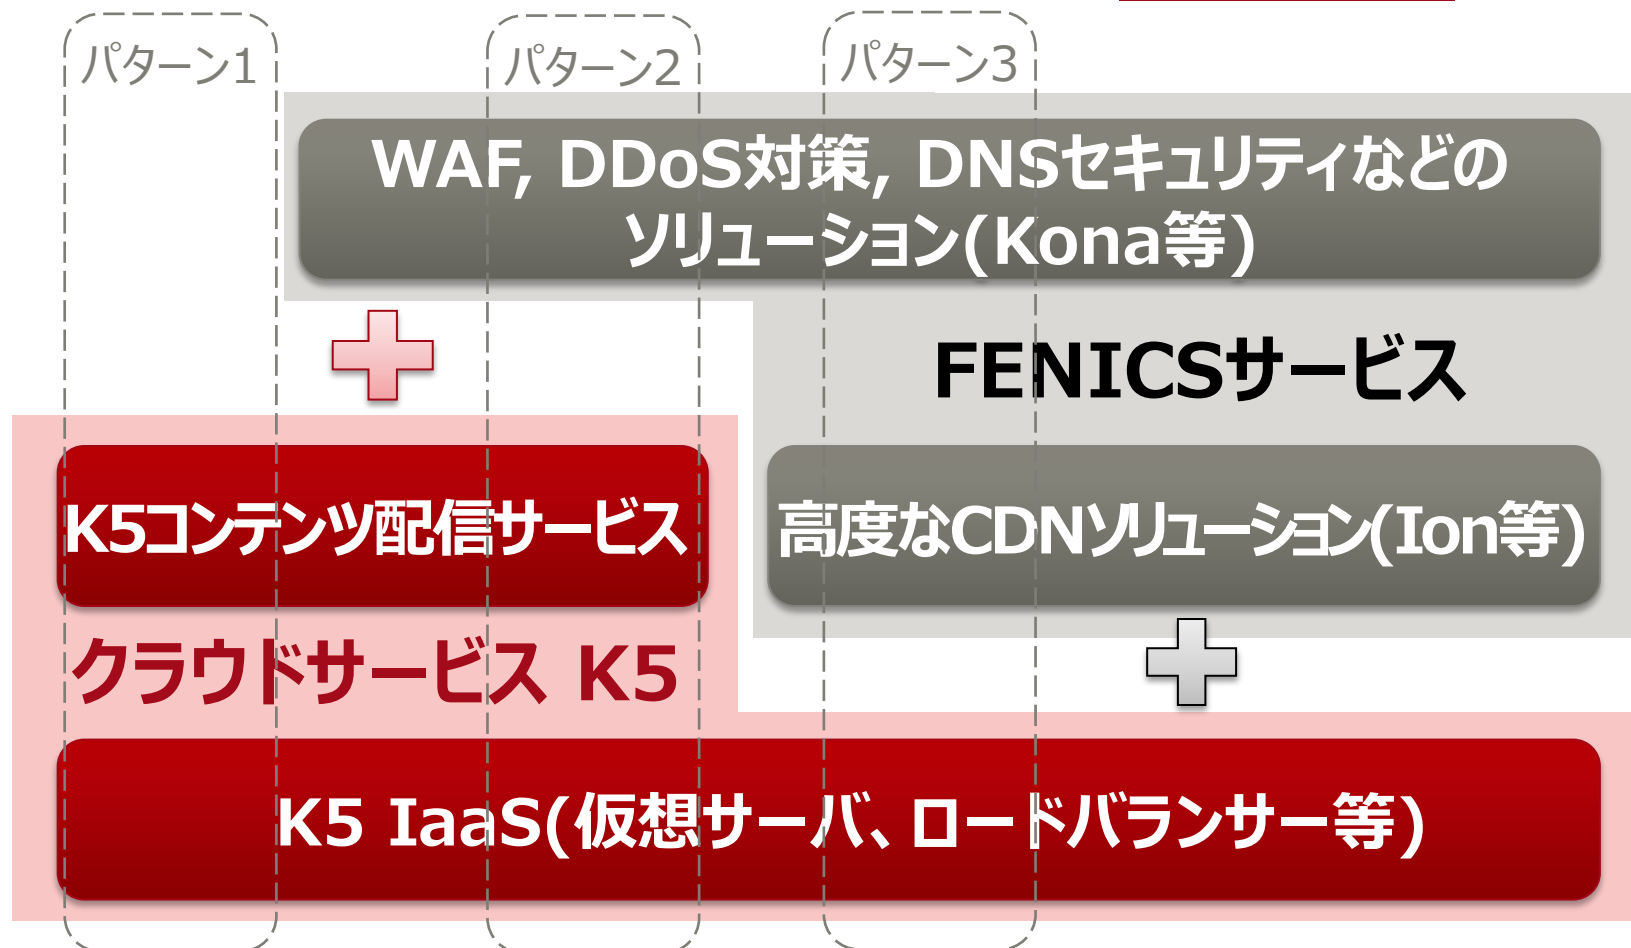 パターン1
パターン2
パターン3
WAF, DDoS対策, DNSセキュリティなどの
ソリューション(Kona等)
FENICSサービス
K5コンテンツ配信サービス
高度なCDNソリューション(Ion等)
クラウドサービス K5
K5 IaaS(仮想サーバ、ロードバランサー等)